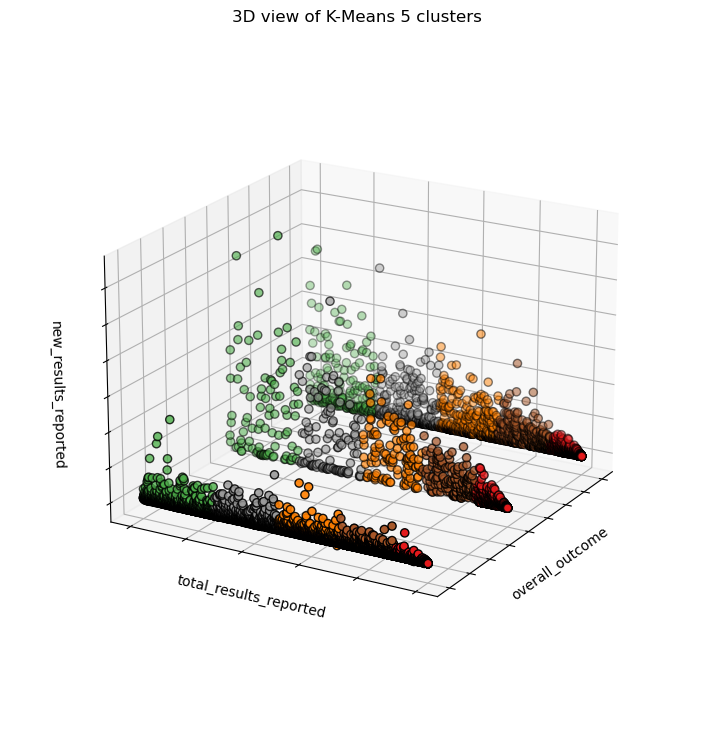 3D view of K-Means 5 clusters
new_results_reported
total_results_reported
overall_outcome